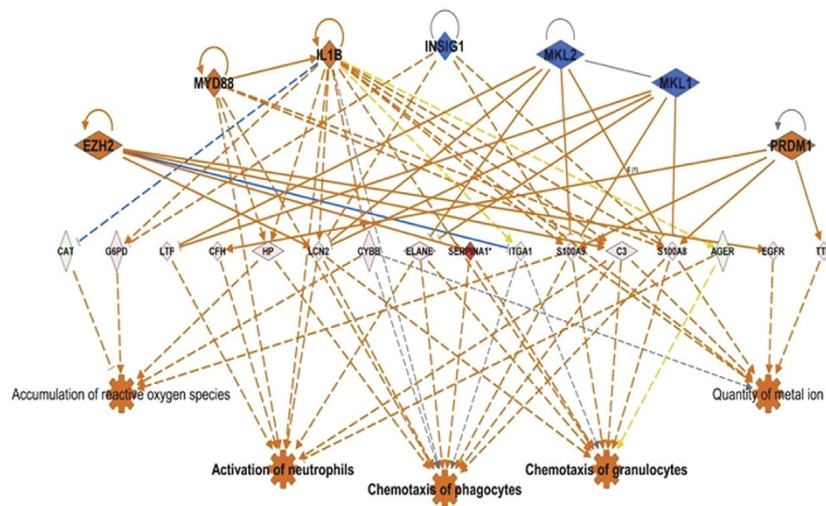 IL1B
INSIG1
MKL2
MYD88
MKL1
EZH2
PRDM1
CAT
G6PD
LTF
CFH
HP
LCN2
CYBB
ELANE
SERPINA1*
ITGA1
S100A9
C3
S100A8
AGER
EGFR
Accumulation of reactive oxygen species
Quantity of metal ion
Activation of neutrophils
Chemotaxis of phagocytes
Chemotaxis of granulocytes